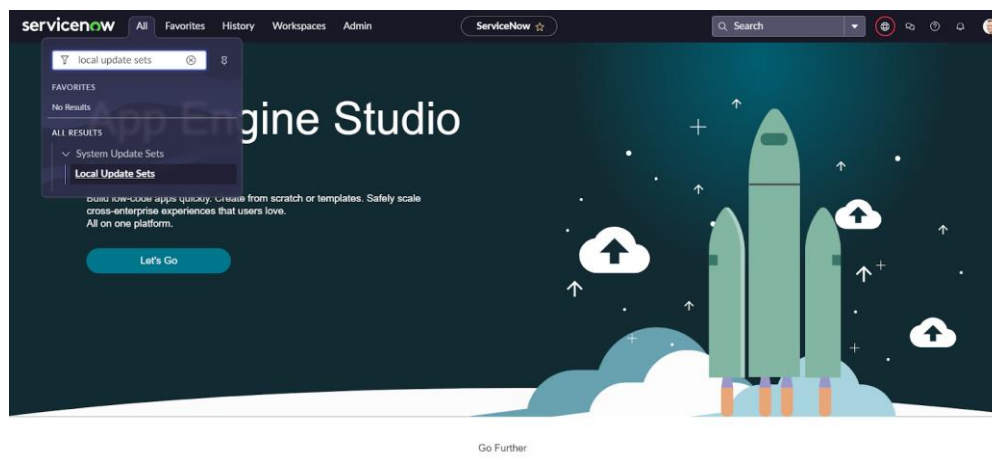 servicenow All Favorites History Workspaces Admin ServiceNow Search
local update sets
FAVORITES
No Results
ALL RESULTS
System Update Sets
Local Update Sets
App Engine Studio
Build low-code apps quickly. Create from scratch or templates. Safely scale
cross-enterprise experiences that users love.
All on one platform.
Let's Go
Go Further